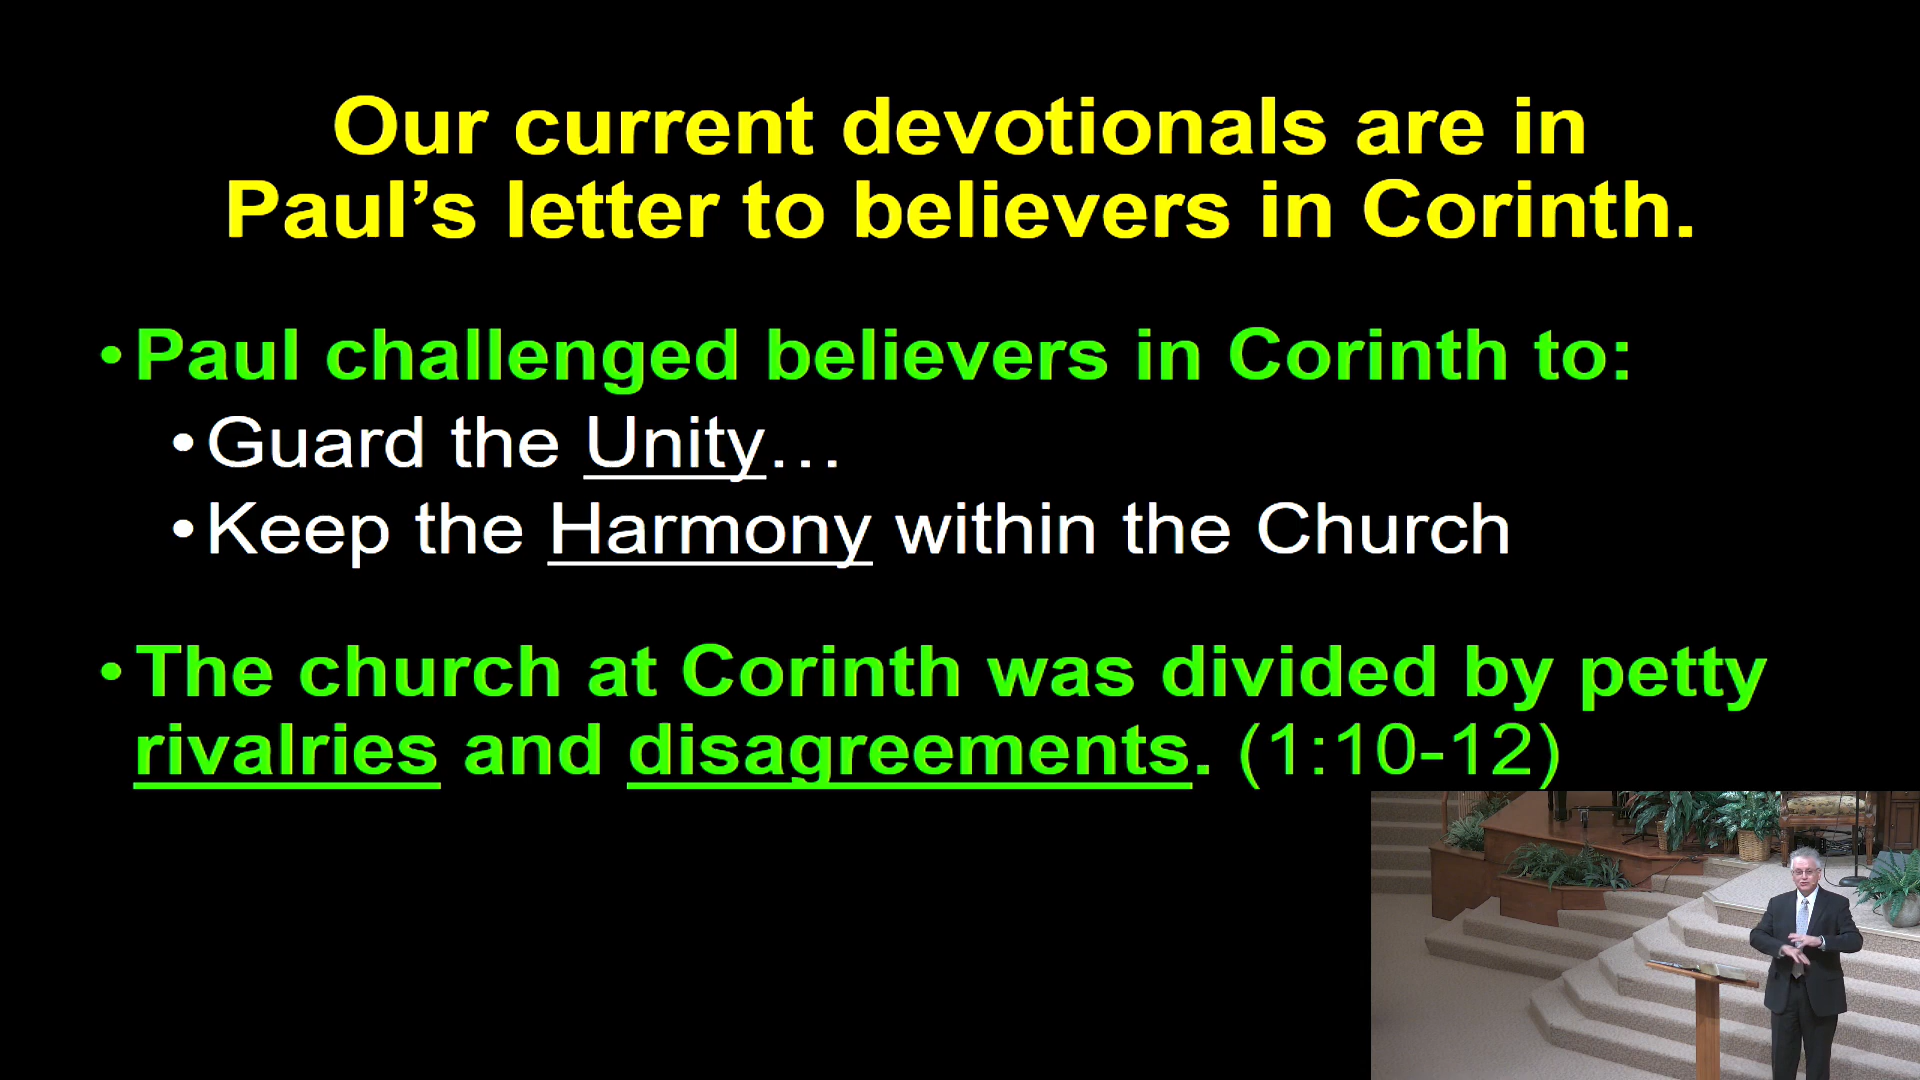 Our current devotionals are in
Paul’s letter to believers in Corinth.
•Paul challenged believers in Corinth to:
•Guard the Unity…
•Keep the Harmony within the Church
•The church at Corinth was divided by petty
rivalries and disagreements. (1:10-12)